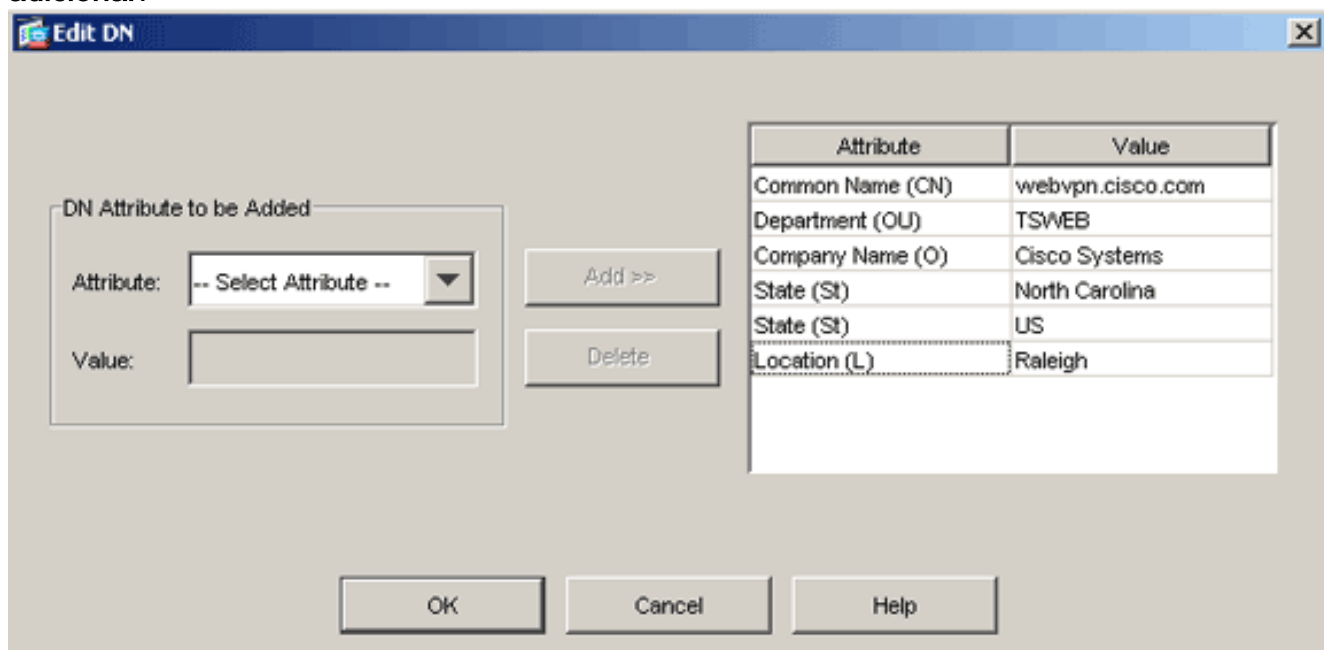 Edit DN
DN Attribute to be Added
Attribute: -- Select Attribute --
Value:
Add >>
Delete
Attribute Value
Common Name (CN) webvpn.cisco.com
Department (OU) TSWEB
Company Name (O) Cisco Systems
State (St) North Carolina
State (St) US
Location (L) Raleigh
OK Cancel Help